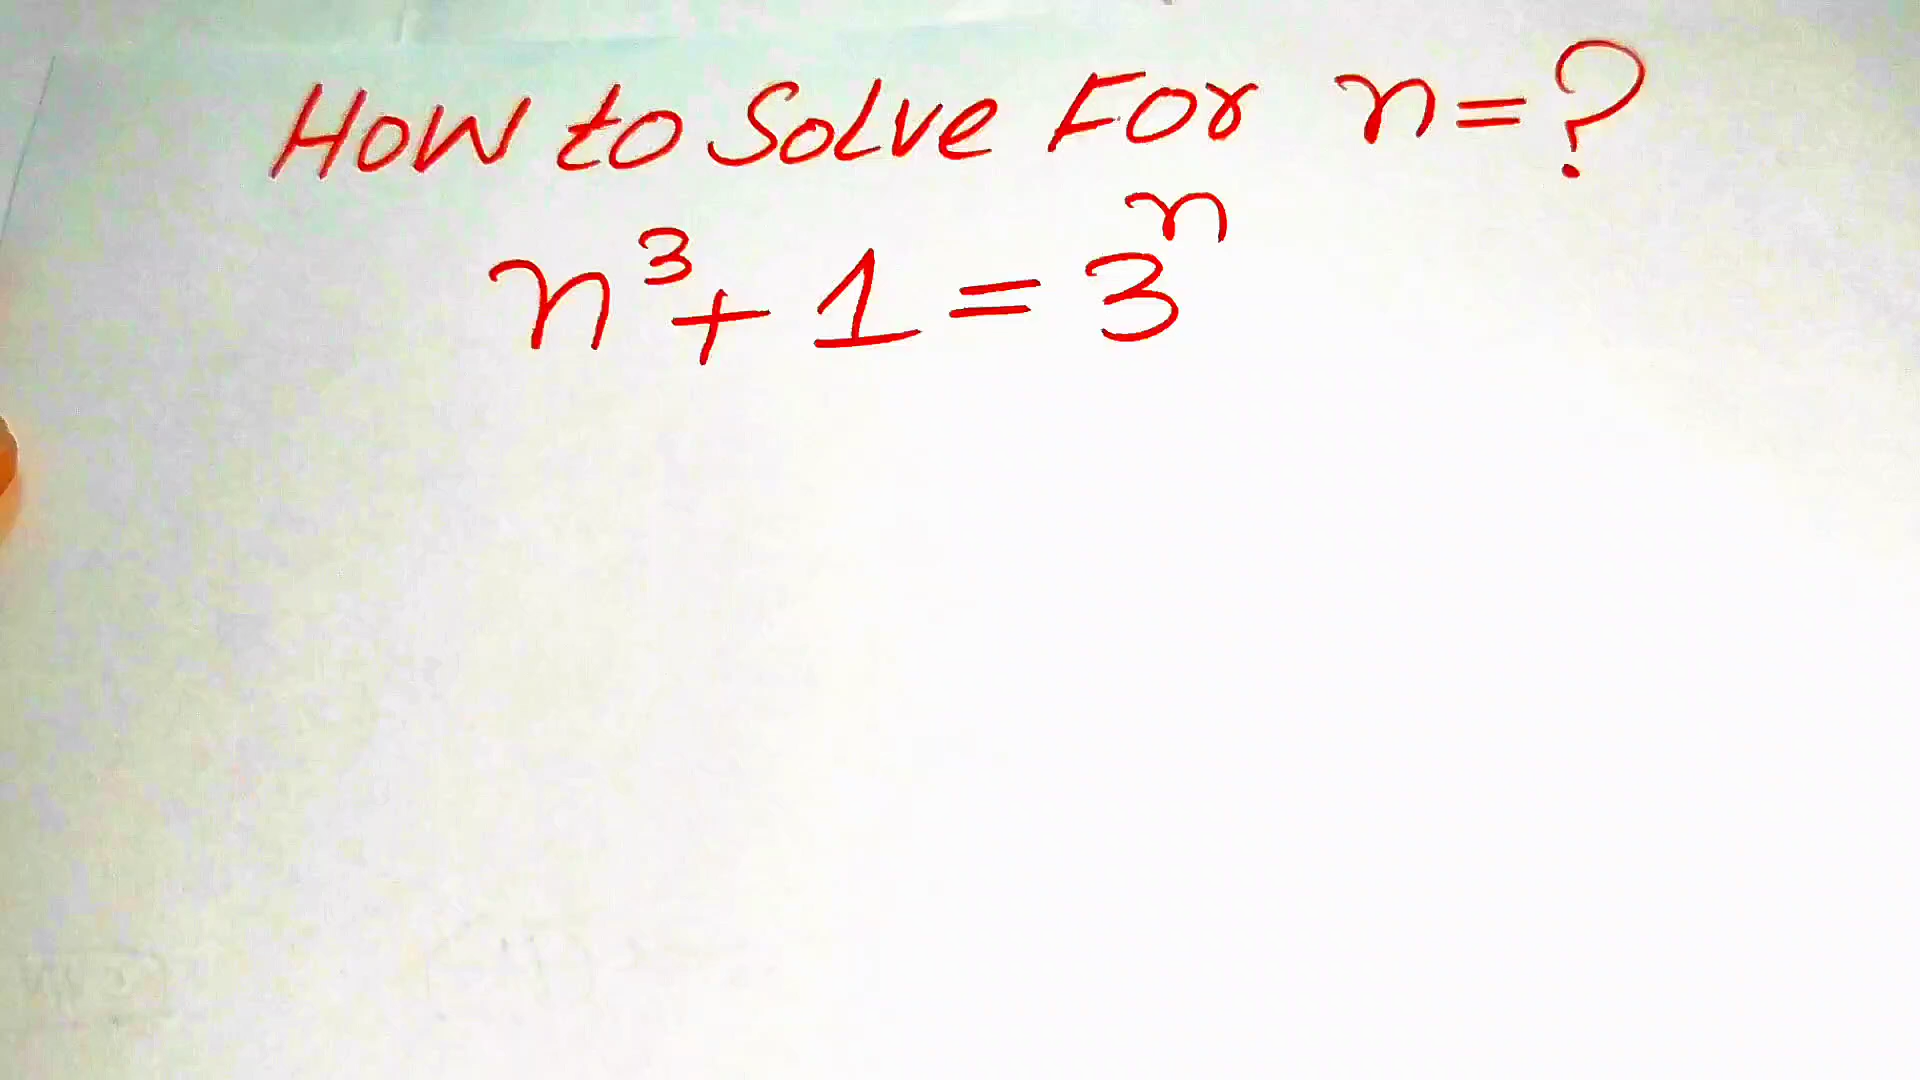 How to Solve For n=?
n³+1=3ⁿ